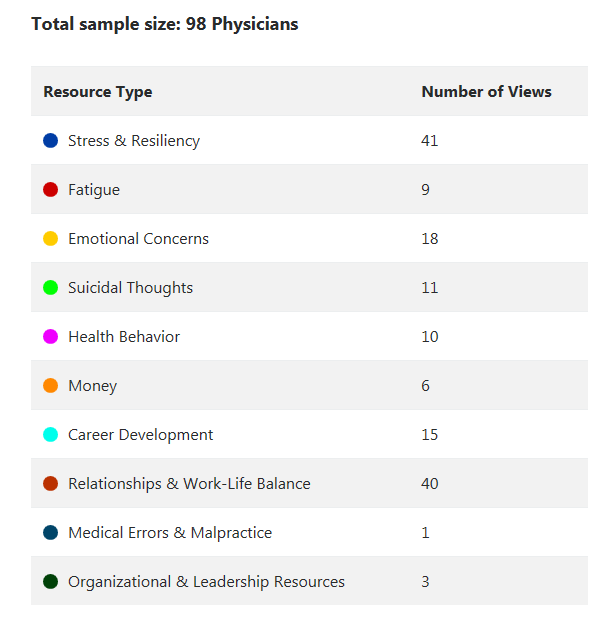 Total sample size: 98 Physicians
Resource Type Number of Views
Stress & Resiliency 41
Fatigue 9
Emotional Concerns 18
Suicidal Thoughts 11
Health Behavior 10
Money 6
Career Development 15
Relationships & Work-Life Balance 40
Medical Errors & Malpractice 1
Organizational & Leadership Resources 3